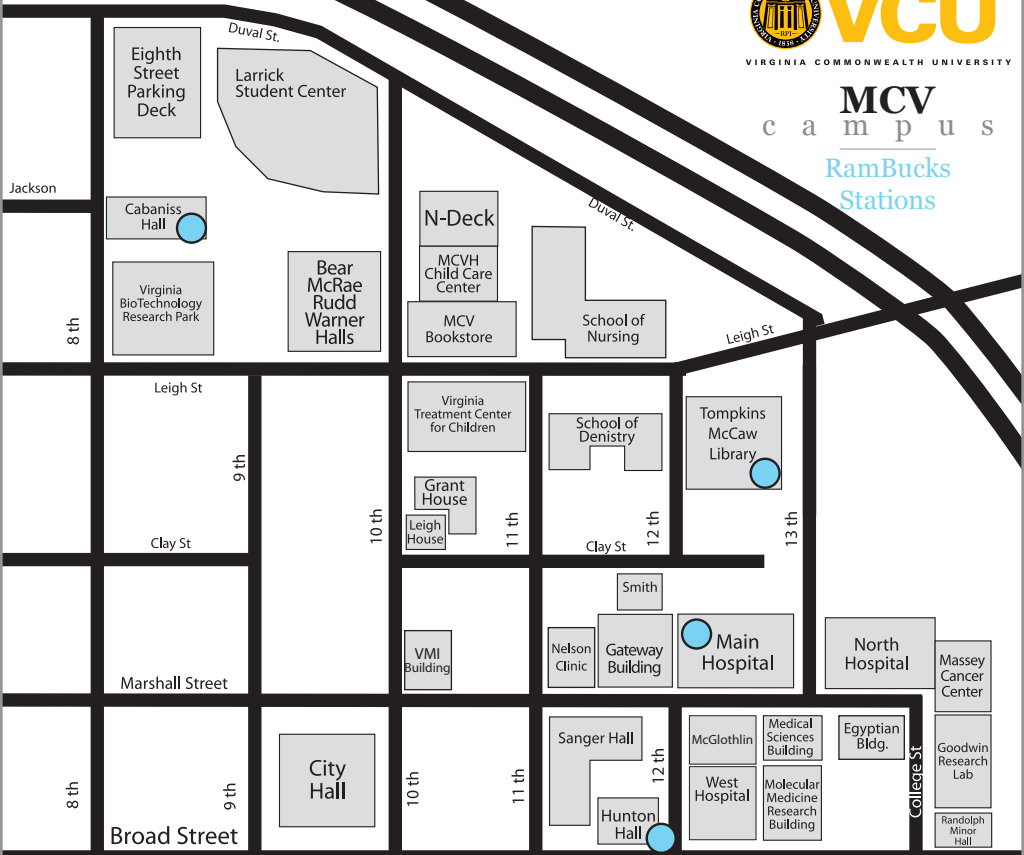 VCU
VIRGINIA COMMONWEALTH UNIVERSITY
RPI
1838
MCV
campus
RamBucks
Stations
Duval St.
Eighth
Street
Parking
Deck
Larrick
Student Center
Jackson
Cabaniss
Hall
N-Deck
Duval St.
MCVH
Child Care
Center
Bear
McRae
Rudd
Warner
Halls
Virginia
BioTechnology
Research Park
MCV
Bookstore
School of
Nursing
8 th
Leigh St
Leigh St
Virginia
Treatment Center
for Children
School of
Denistry
Tompkins
McCaw
Library
9 th
Grant
House
Leigh
House
10 th
11 th
12 th
13 th
Clay St
Clay St
Smith
VMI
Building
Nelson
Clinic
Gateway
Building
Main
Hospital
North
Hospital
Massey
Cancer
Center
Marshall Street
City
Hall
Sanger Hall
McGlothlin
Medical
Sciences
Building
Egyptian
Bldg.
Goodwin
Research
Lab
8 th
9 th
10 th
11 th
12 th
West
Hospital
Molecular
Medicine
Research
Building
College St
Hunton
Hall
Randolph
Minor
Hall
Broad Street